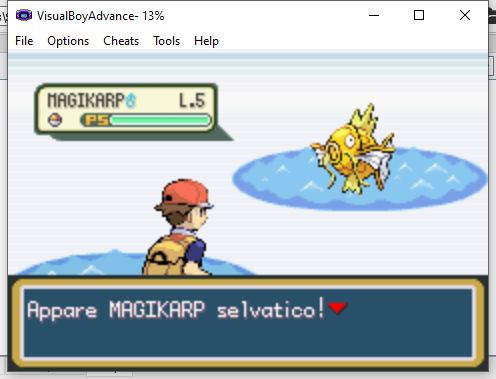 VisualBoyAdvance- 13%
File Options Cheats Tools Help
MAGIKARP♂ L.5
PS
Appare MAGIKARP selvatico!